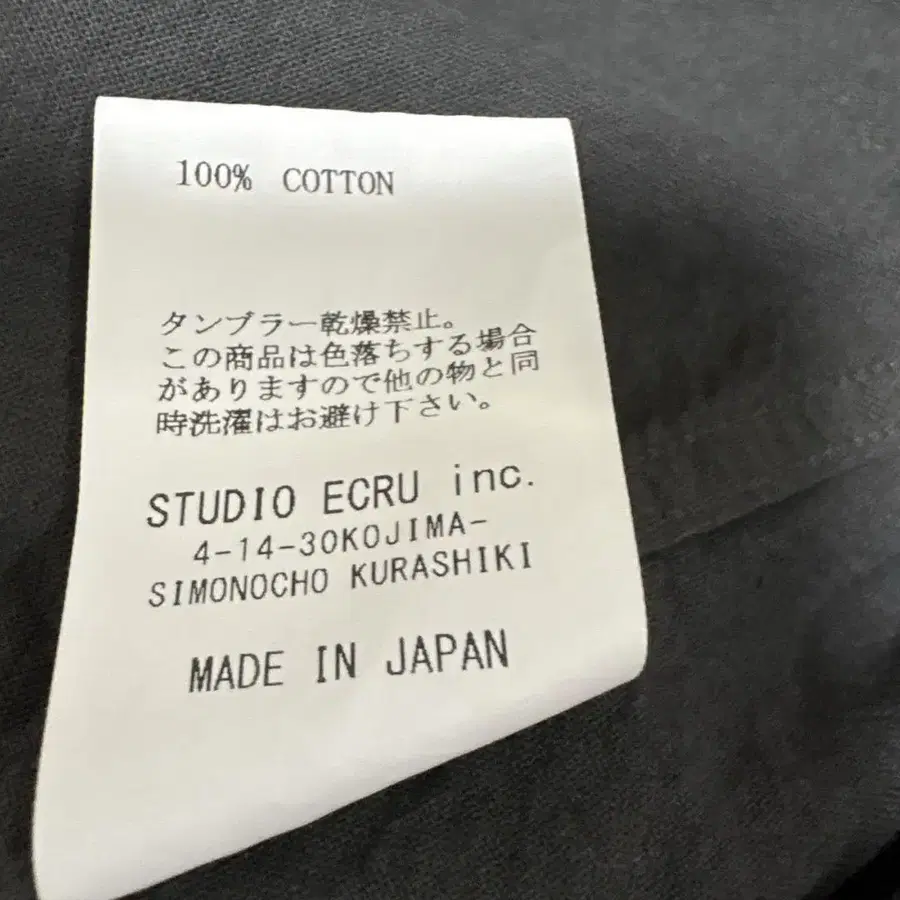 100% COTTON
タンブラー乾燥禁止。
この商品は色落ちする場合
がありますので他の物と同
時洗濯はお避け下さい。
STUDIO ECRU inc.
4-14-30KOJIMA-
SIMONOCHO KURASHIKI
MADE IN JAPAN